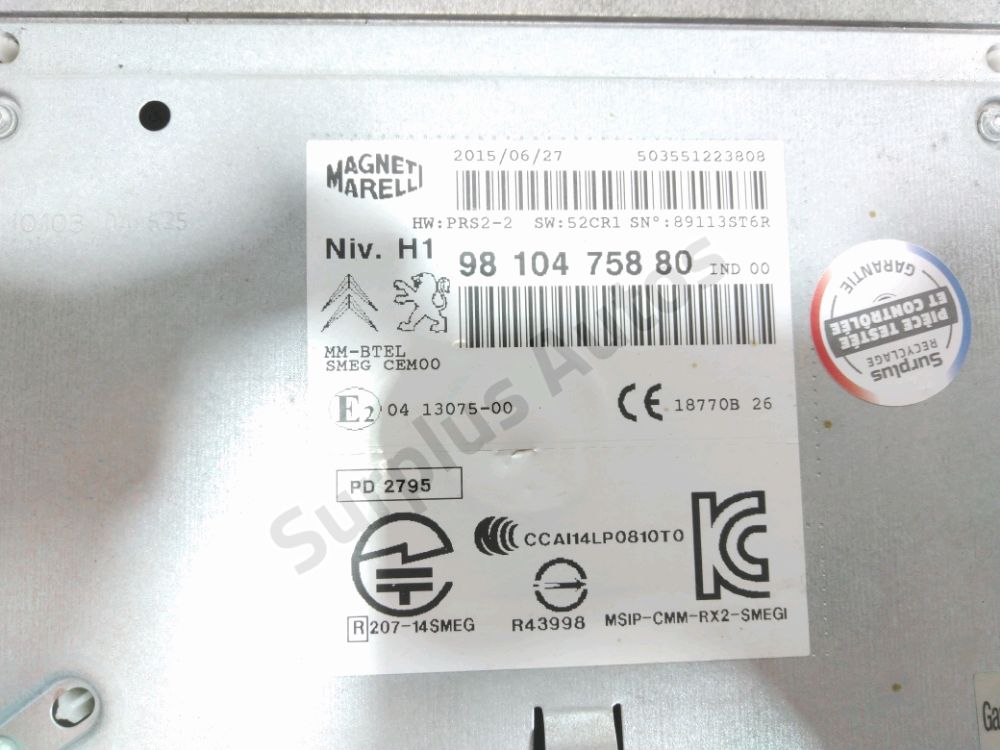 2015/06/27 503551223808
MAGNETI
MARELLI
HW:PRS2-2 SW:52CR1 SN°:89113ST6R
Niv. H1 98 104 758 80 IND 00
MM-BTEL
SMEG CEM00
E2 04 13075-00 CE 18770B 26
PD 2795
CCAI14LP0810T0
R 207-14SMEG R43998 MSIP-CMM-RX2-SMEGI
GARANTIE
PIÈCE TESTÉE
ET CONTRÔLÉE
RECYCLAGE
Surplus
Surplus Autos